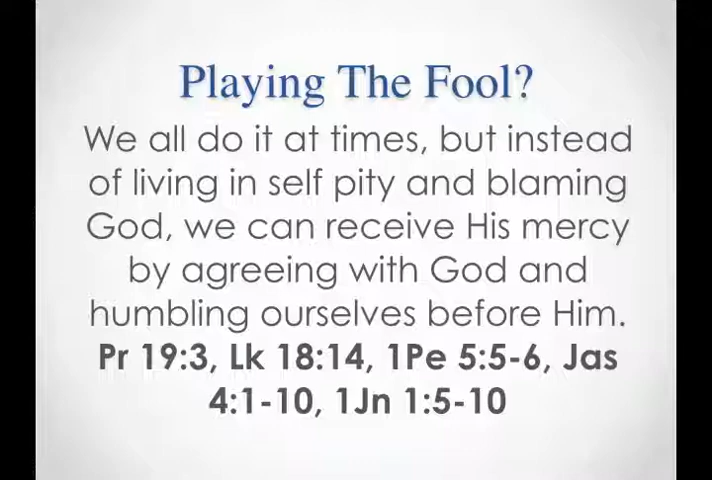 Playing The Fool?
We all do it at times, but instead
of living in self pity and blaming
God, we can receive His mercy
by agreeing with God and
humbling ourselves before Him.
Pr 19:3, Lk 18:14, 1Pe 5:5-6, Jas
4:1-10, 1Jn 1:5-10